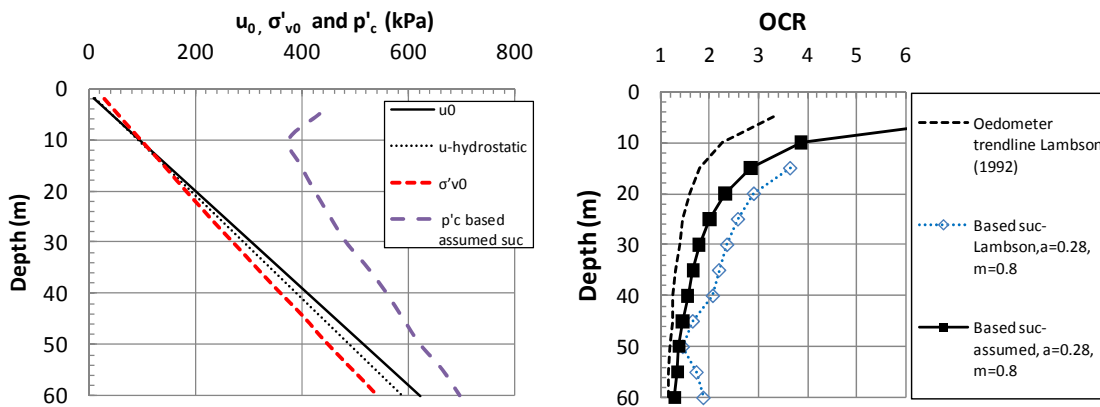 u0, σ'v0 and p'c (kPa)
0 200 400 600 800
0
10
20
30
40
50
60
Depth (m)
u0
u-hydrostatic
σ'v0
p'c based
assumed suc
OCR
1 2 3 4 5 6
0
10
20
30
40
50
60
Depth (m)
Oedometer
trendline Lambson
(1992)
Based suc-
Lambson,a=0.28,
m=0.8
Based suc-
assumed, a=0.28,
m=0.8